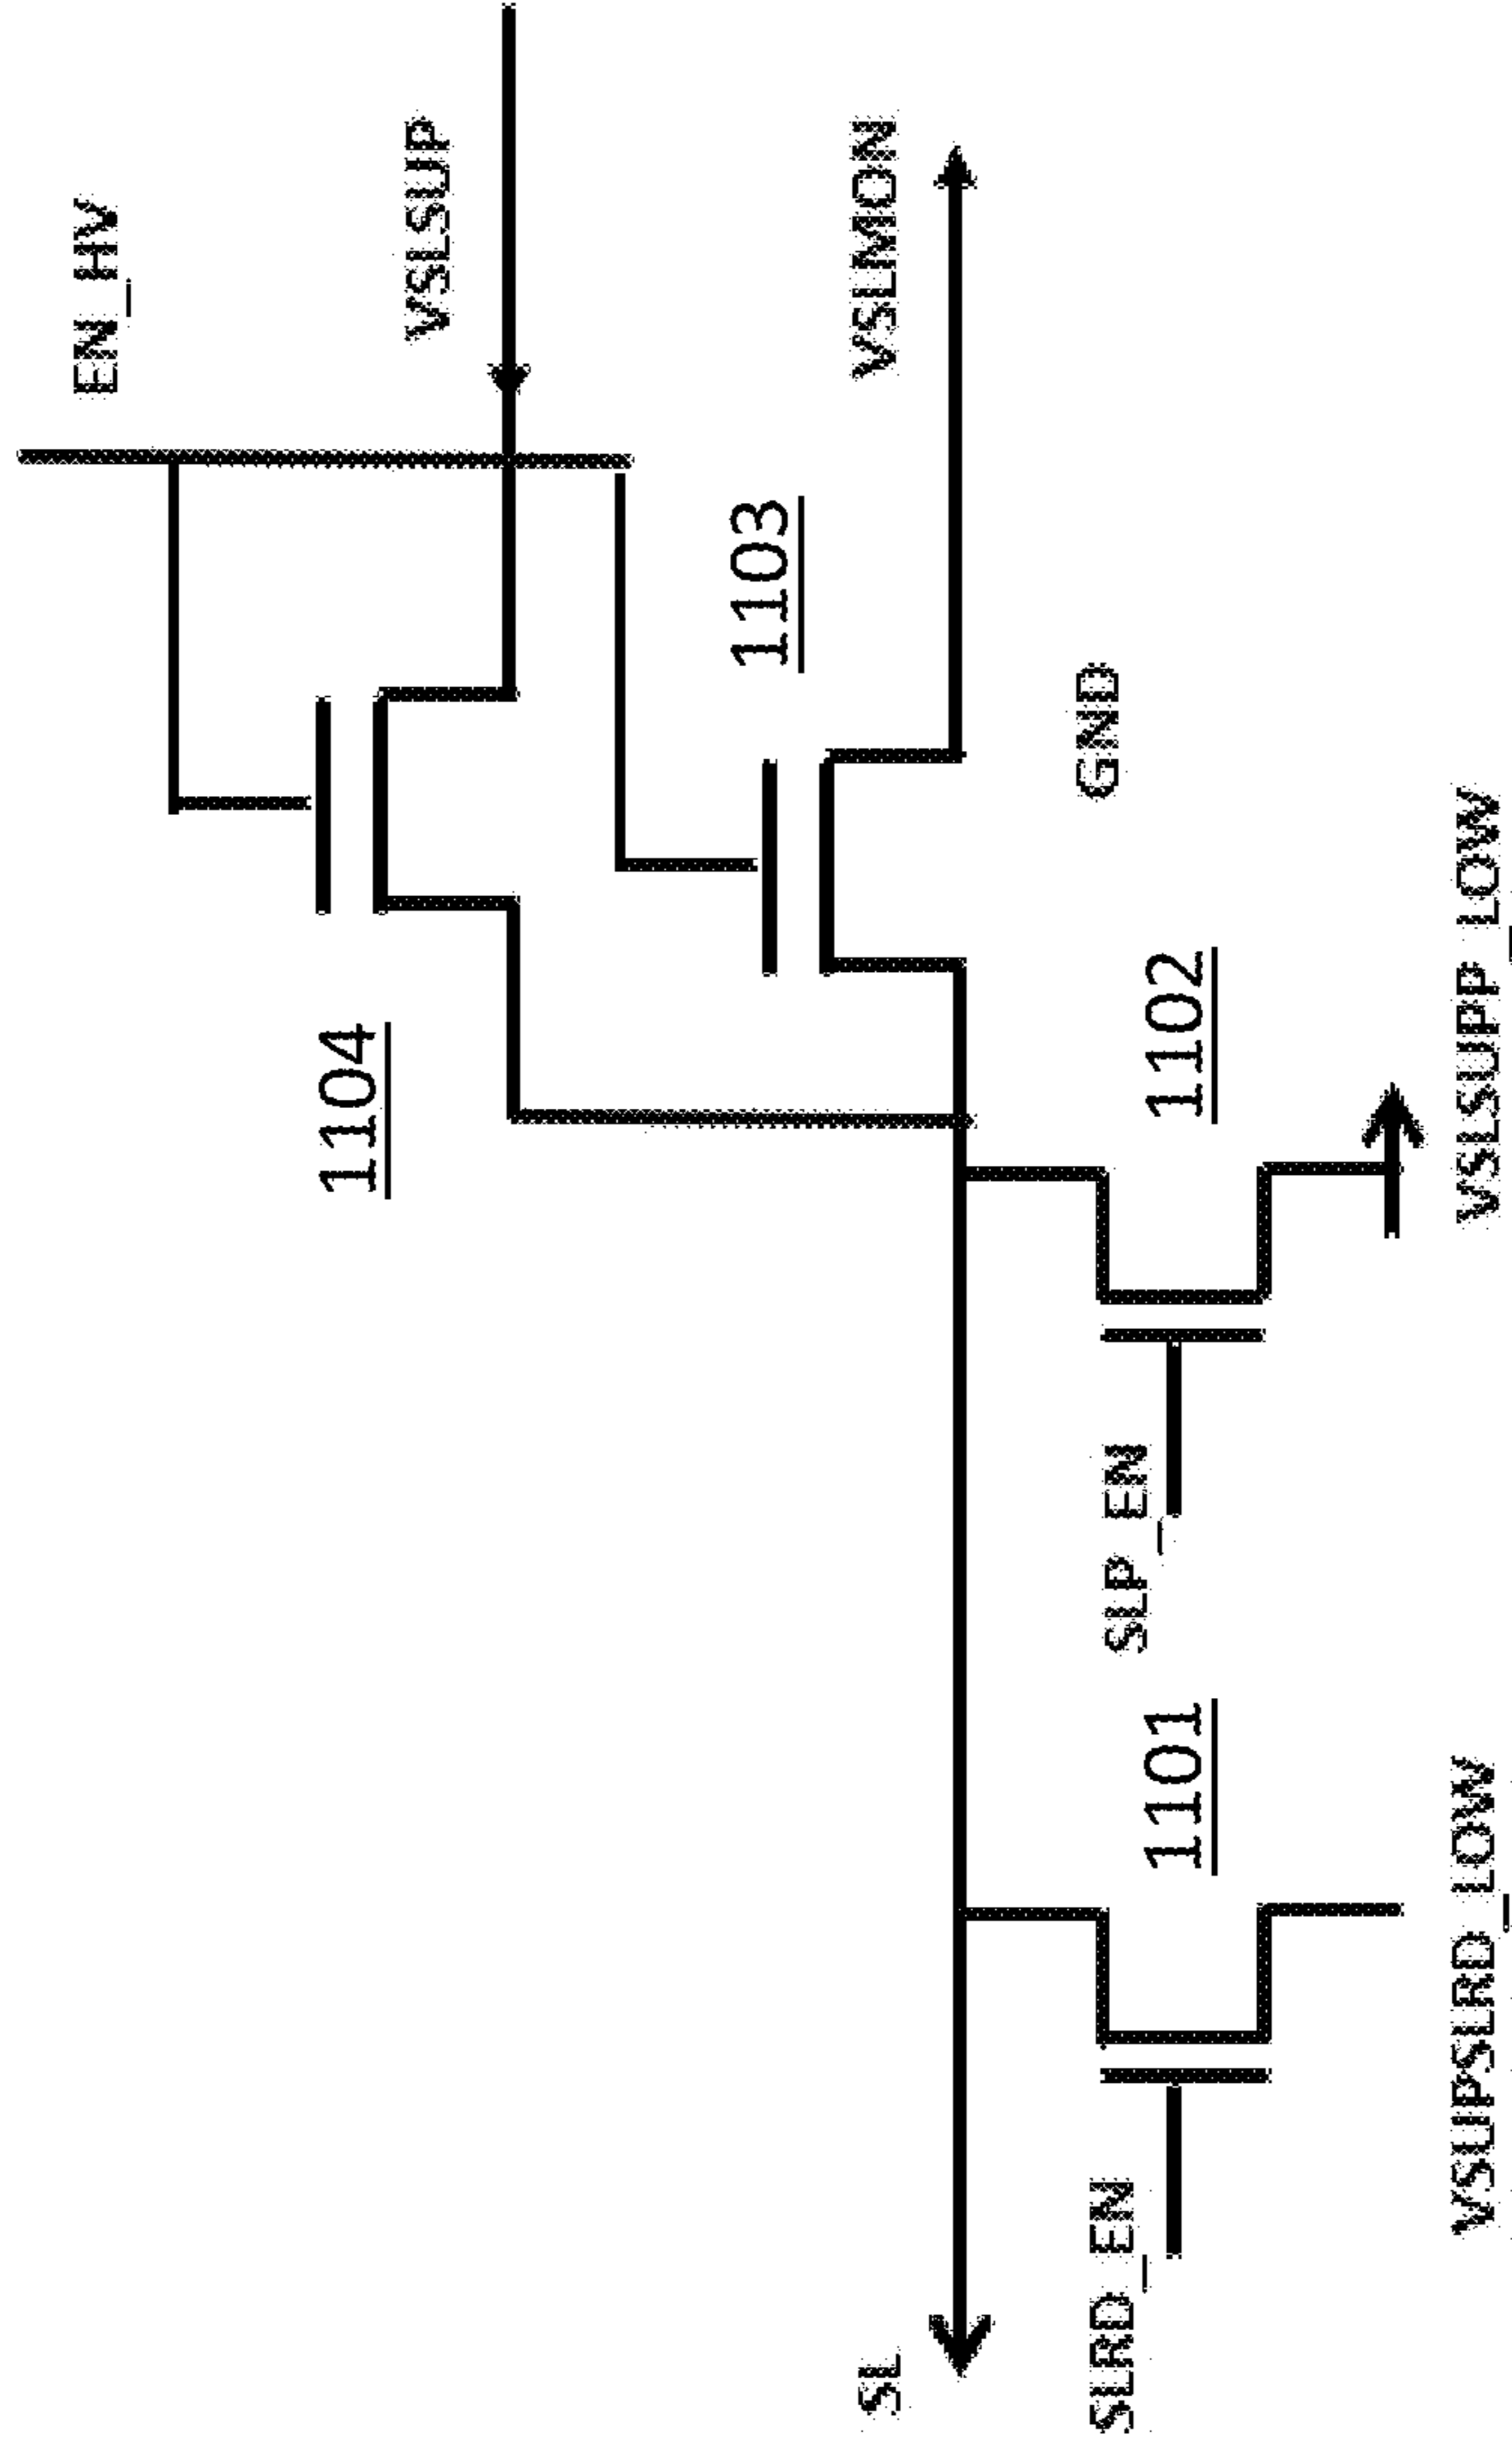 EN_HV
VSLSUP
1104
1103
VSLMON
SL
GND
SLRD_EN
1101
SLP_EN
1102
VSUPSLRD_LOW
VSLSUPP_LOW